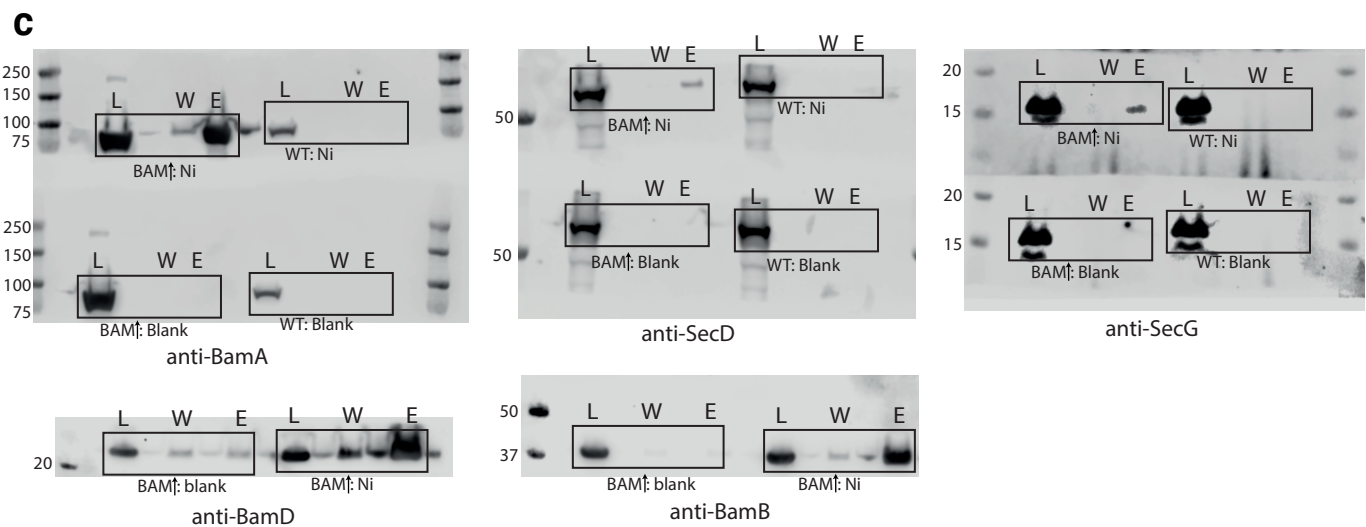 c
L W E L W E
250
150
100
75
BAM↑: Ni WT: Ni
L W E L W E
250
150
100
75
BAM↑: Blank WT: Blank
anti-BamA
L W E L W E
50
BAM↑: Ni WT: Ni
L W E L W E
50
BAM↑: Blank WT: Blank
anti-SecD
L W E L W E
20
15
BAM↑: Ni WT: Ni
L W E L W E
20
15
BAM↑: Blank WT: Blank
anti-SecG
L W E L W E
20
BAM↑: blank BAM↑: Ni
anti-BamD
L W E L W E
50
37
BAM↑: blank BAM↑: Ni
anti-BamB